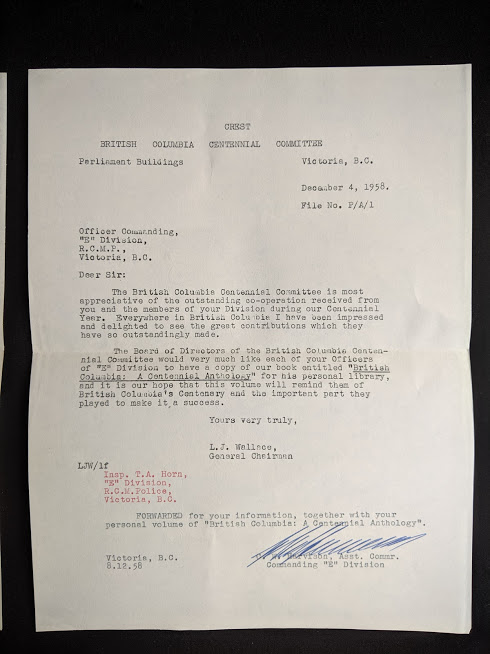 CREST
BRITISH COLUMBIA CENTENNIAL COMMITTEE
Parliament Buildings Victoria, B.C.
December 4, 1958.
File No. P/A/1
Officer Commanding,
"E" Division,
R.C.M.P.,
Victoria, B.C.
Dear Sir:
The British Columbia Centennial Committee is most
appreciative of the outstanding co-operation received from
you and the members of your Division during our Centennial
Year. Everywhere in British Columbia I have been impressed
and delighted to see the great contributions which they
have so outstandingly made.
The Board of Directors of the British Columbia Centen-
nial Committee would very much like each of your Officers
of "E" Division to have a copy of our book entitled "British
Columbia: A Centennial Anthology" for his personal library,
and it is our hope that this volume will remind them of
British Columbia's Centenary and the important part they
played to make it a success.
Yours very truly,
L.J. Wallace,
General Chairman
LJW/lf
Insp. T.A. Horn,
"E" Division,
R.C.M.Police,
Victoria, B.C.
FORWARDED for your information, together with your
personal volume of "British Columbia: A Centennial Anthology".
Victoria, B.C. Asst. Commr.
8.12.58 Commanding "E" Division